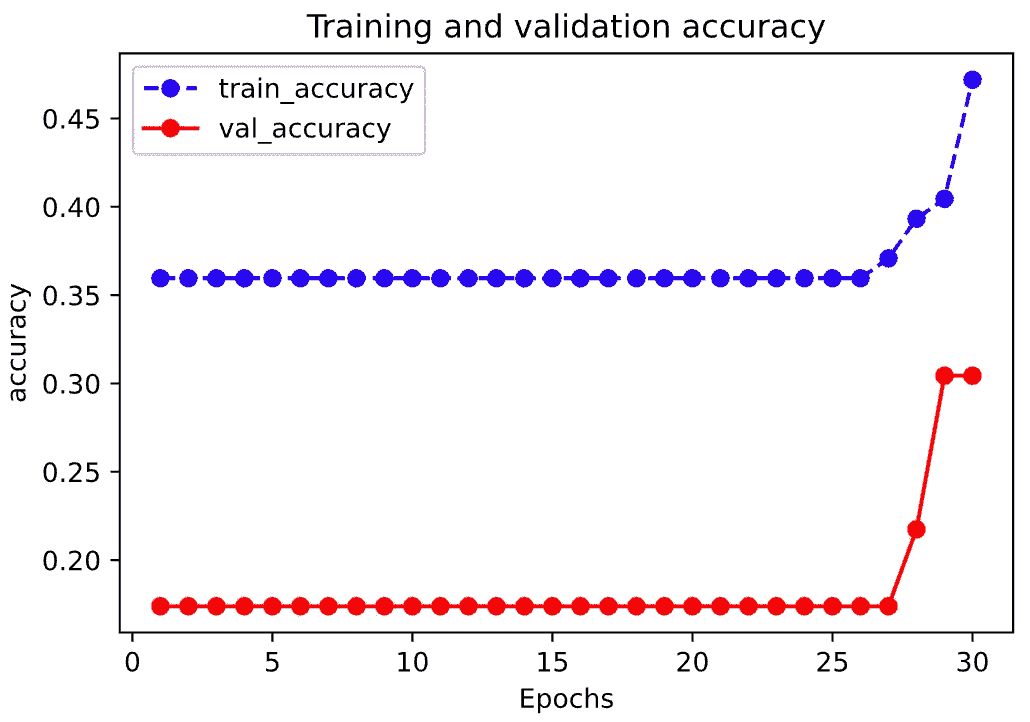 Training and validation accuracy
train_accuracy
val_accuracy
0.45
0.40
0.35
0.30
0.25
0.20
accuracy
0 5 10 15 20 25 30
Epochs